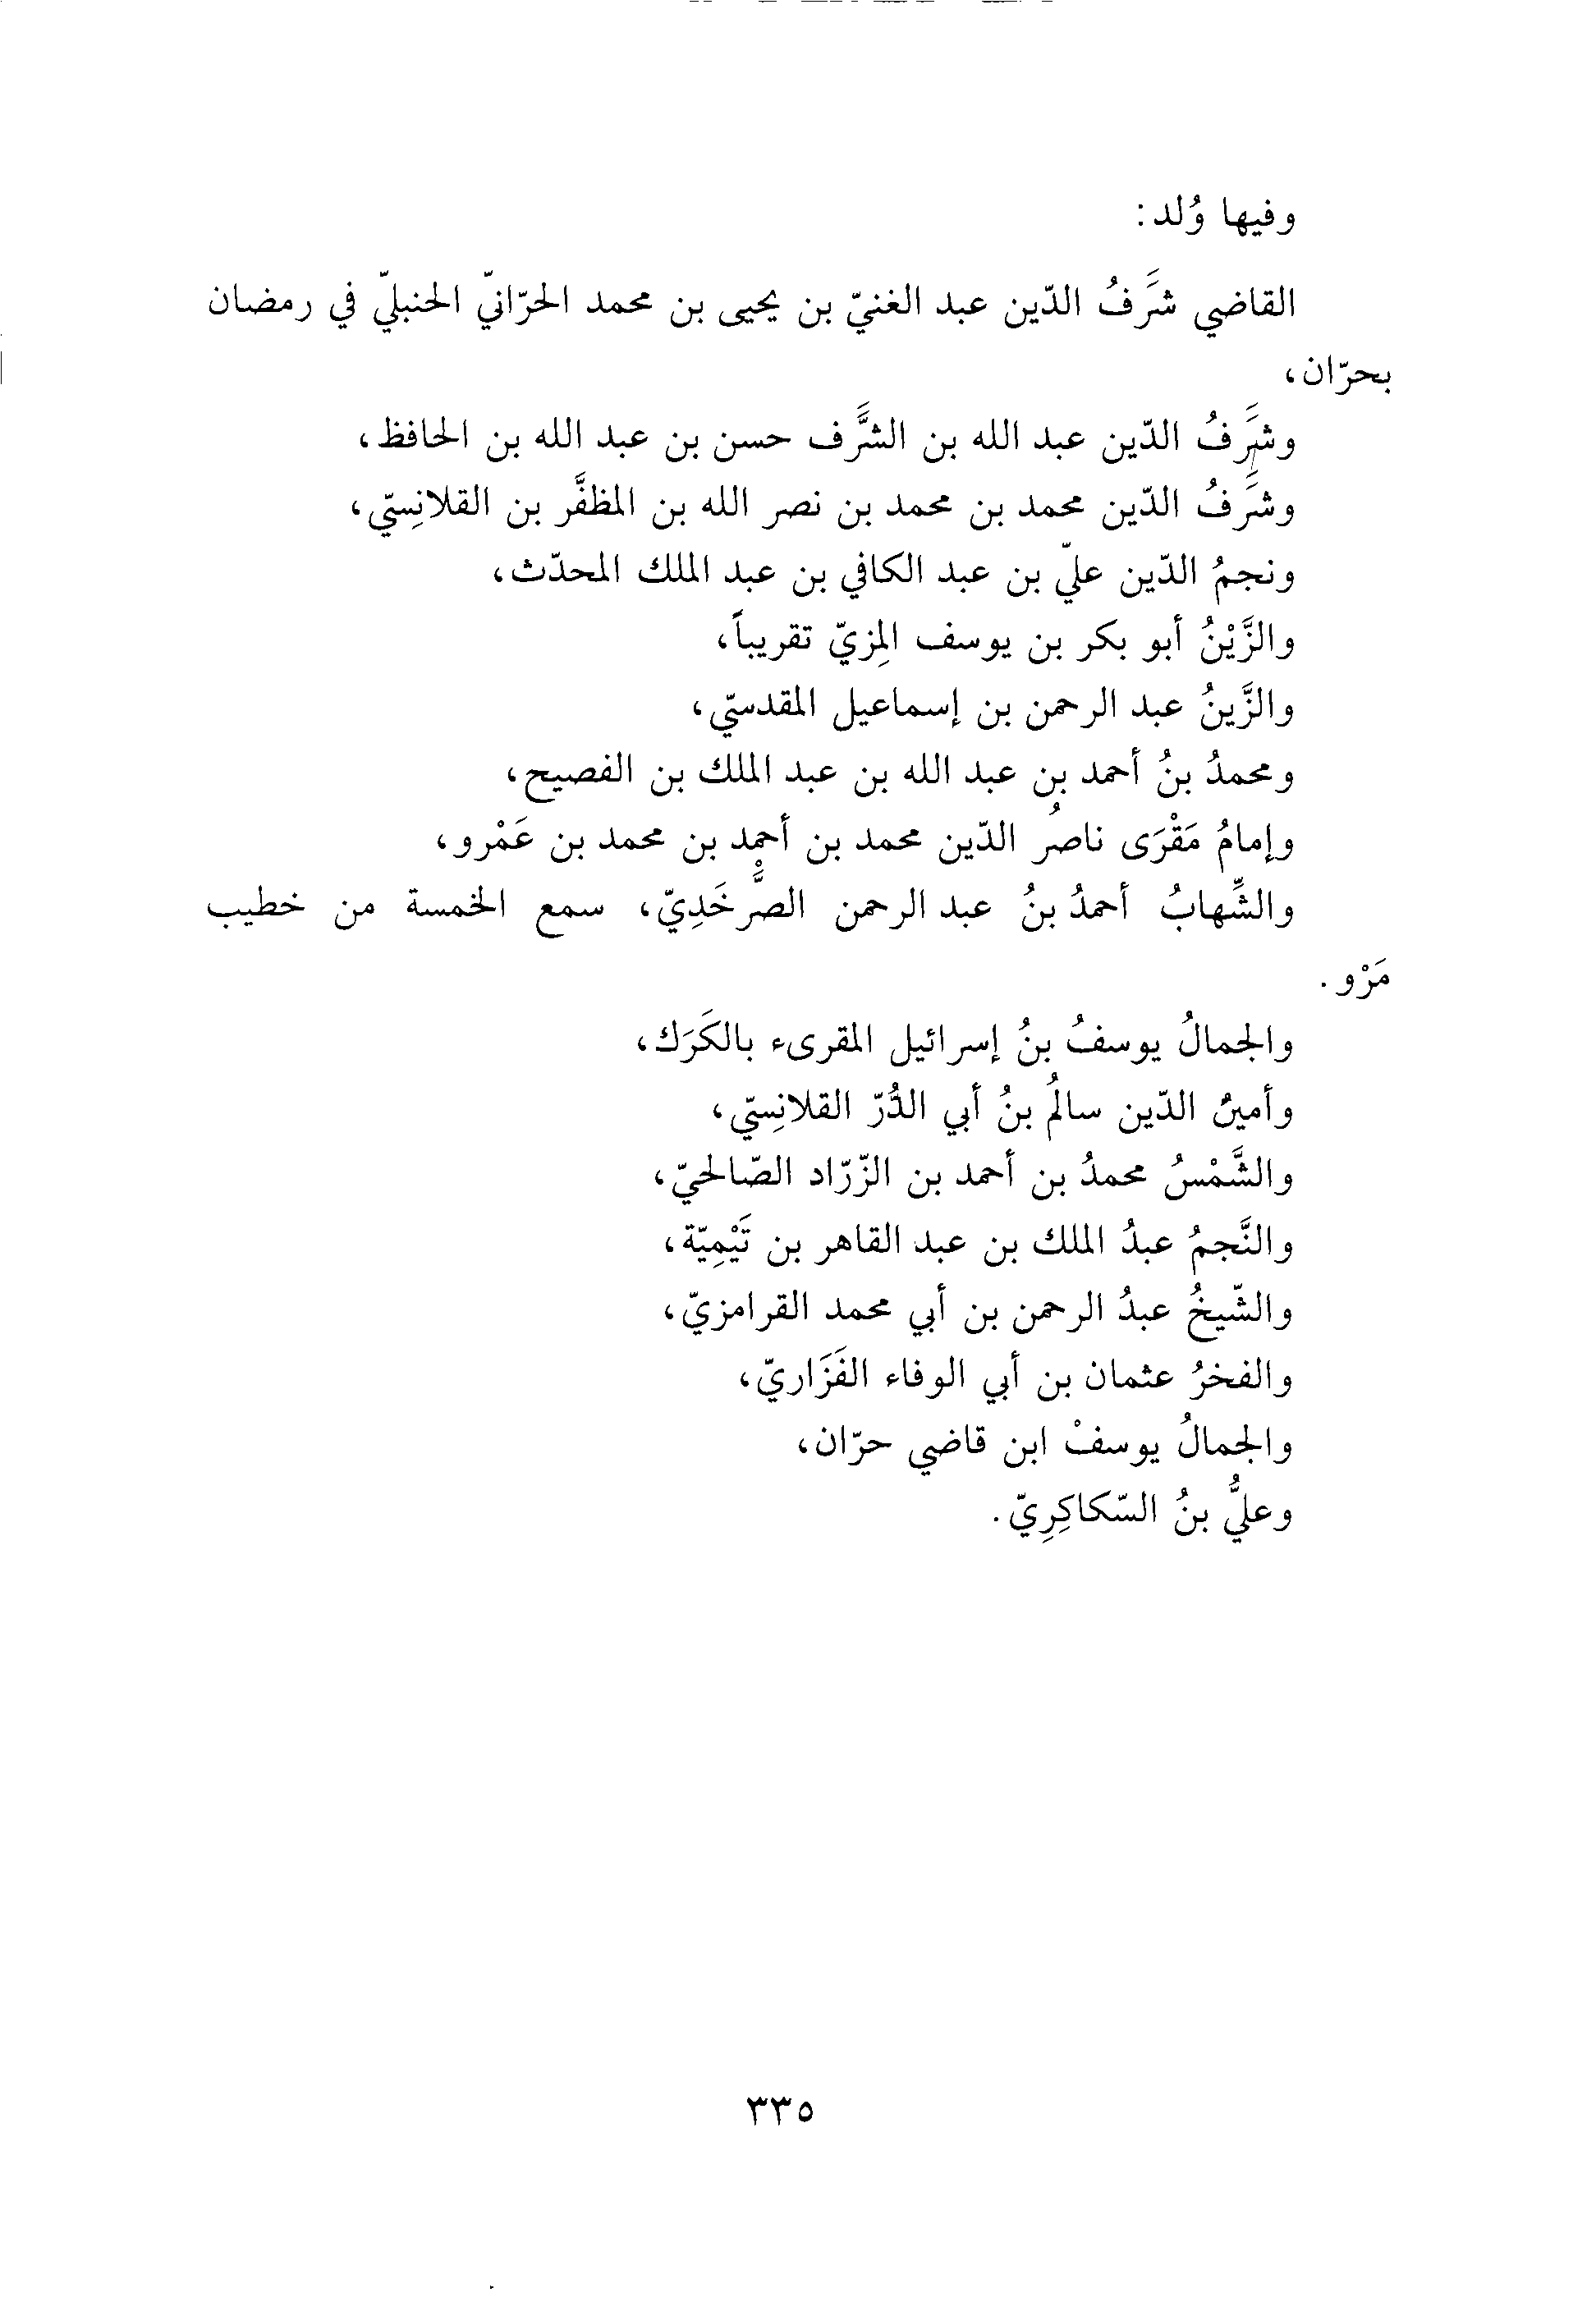 وفيها وُلد:
القاضي شَرَفُ الدّين عبد الغنيّ بن يحيى بن محمد الحرّانيّ الحنبليّ في رمضان
بحرّان،
وشَرَفُ الدّين عبد الله بن الشَّرَف حسن بن عبد الله بن الحافظ،
وشَرَفُ الدّين محمد بن محمد بن نصر الله بن المظفَّر بن القلانِسيّ،
ونجمُ الدّين عليّ بن عبد الكافي بن عبد الملك المحدّث،
والزَّيْنُ أبو بكر بن يوسف المِزيّ تقريباً،
والزَّينُ عبد الرحمن بن إسماعيل المقدسيّ،
ومحمدُ بنُ أحمد بن عبد الله بن عبد الملك بن الفصيح،
وإمامُ مَقْرَى ناصرُ الدّين محمد بن أحمد بن محمد بن عَمْرو،
والشِّهابُ أحمدُ بنُ عبد الرحمن الصَّرْخَدِيّ، سمع الخمسة من خطيب
مَرْو.
والجمالُ يوسفُ بنُ إسرائيل المقرىء بالكَرَك،
وأمينُ الدّين سالمُ بنُ أبي الدُّرّ القلانِسيّ،
والشَّمْسُ محمدُ بن أحمد بن الزّرّاد الصّالحيّ،
والنَّجمُ عبدُ الملك بن عبد القاهر بن تَيْمِيّة،
والشّيخُ عبدُ الرحمن بن أبي محمد القرامزيّ،
والفخرُ عثمان بن أبي الوفاء الفَزَاريّ،
والجمالُ يوسفْ ابن قاضي حرّان،
وعليُّ بنُ السّكاكِرِيّ.
٣٣٥